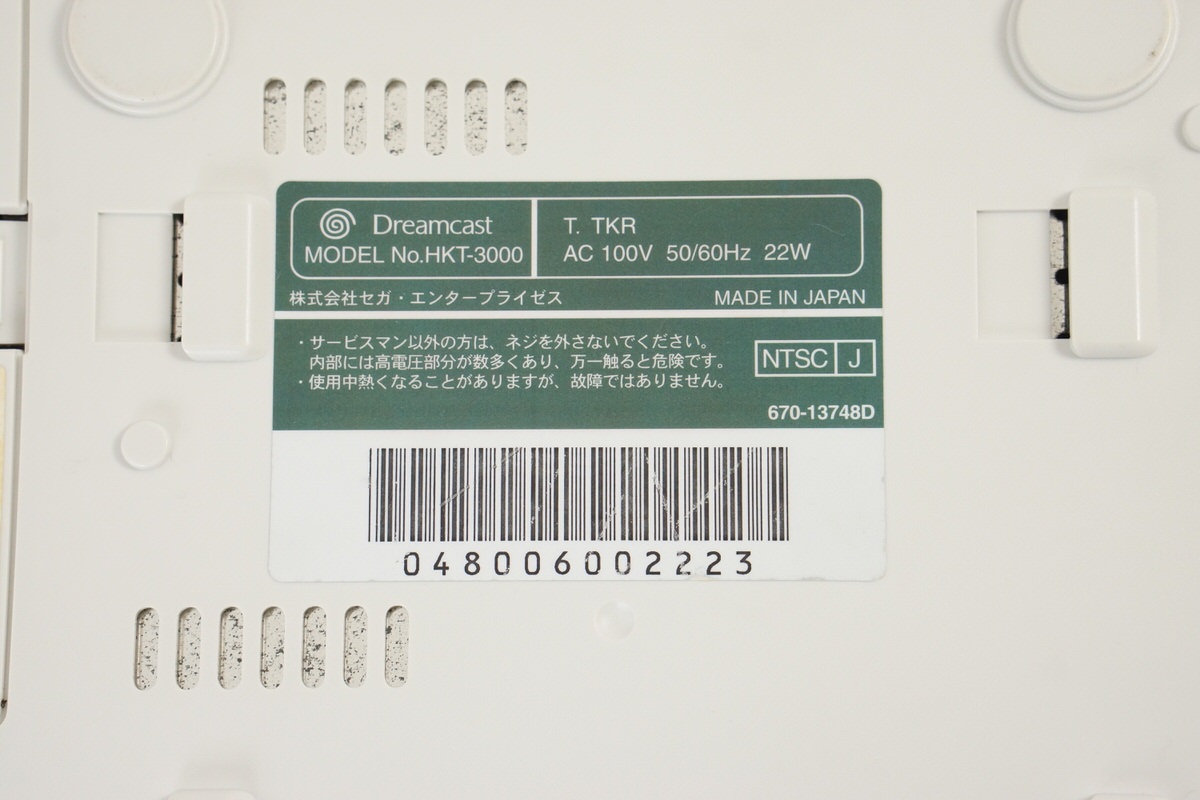 Dreamcast
MODEL No.HKT-3000
T. TKR
AC 100V 50/60Hz 22W
株式会社セガ・エンタープライゼス
MADE IN JAPAN
・サービスマン以外の方は、ネジを外さないでください。
内部には高電圧部分が数多くあり、万一触ると危険です。
・使用中熱くなることがありますが、故障ではありません。
NTSC J
670-13748D
048006002223